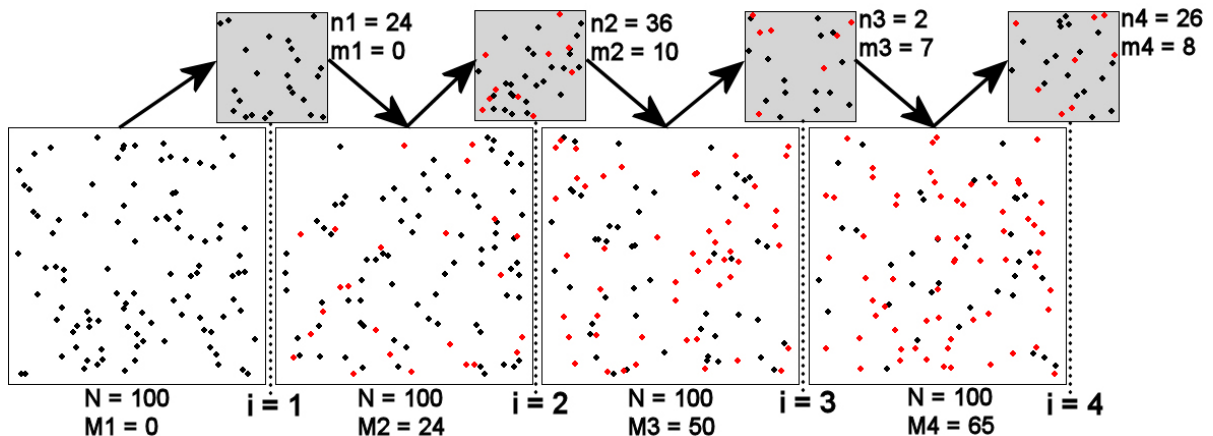 n1 = 24
m1 = 0
n2 = 36
m2 = 10
n3 = 2
m3 = 7
n4 = 26
m4 = 8
N = 100
M1 = 0
i = 1
N = 100
M2 = 24
i = 2
N = 100
M3 = 50
i = 3
N = 100
M4 = 65
i = 4